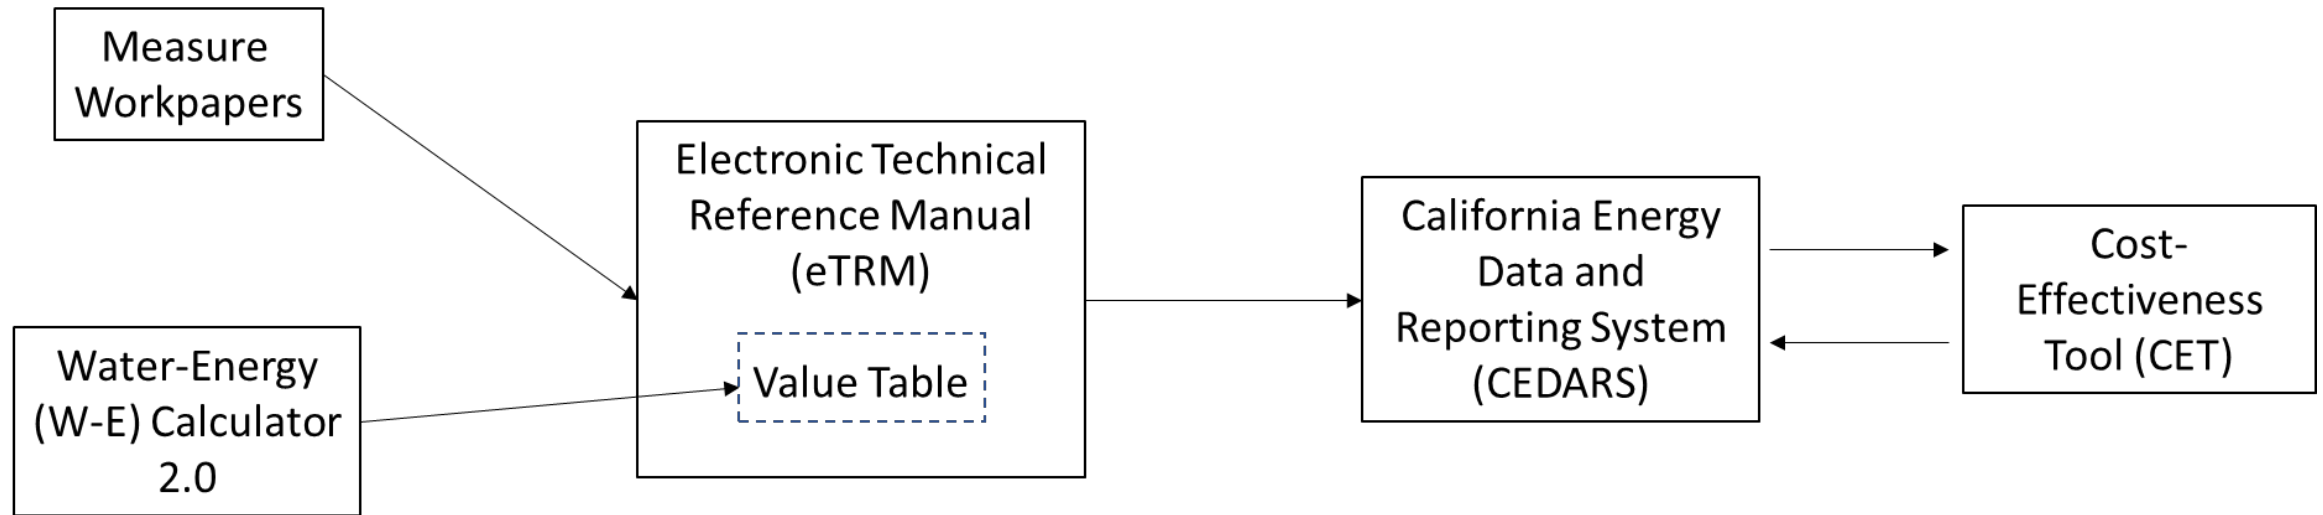 Measure
Workpapers
Water-Energy
(W-E) Calculator
2.0
Electronic Technical
Reference Manual
(eTRM)
Value Table
California Energy
Data and
Reporting System
(CEDARS)
Cost-
Effectiveness
Tool (CET)